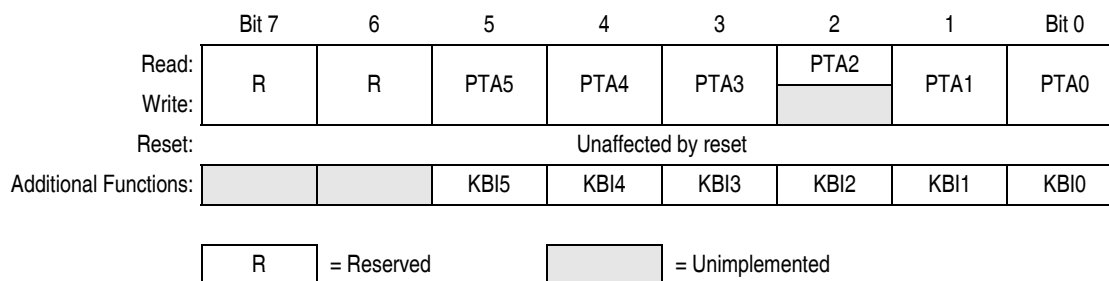 Bit 7 6 5 4 3 2 1 Bit 0
Read: R R PTA5 PTA4 PTA3 PTA2 PTA1 PTA0
Write:
Reset: Unaffected by reset
Additional Functions: KBI5 KBI4 KBI3 KBI2 KBI1 KBI0
R = Reserved = Unimplemented